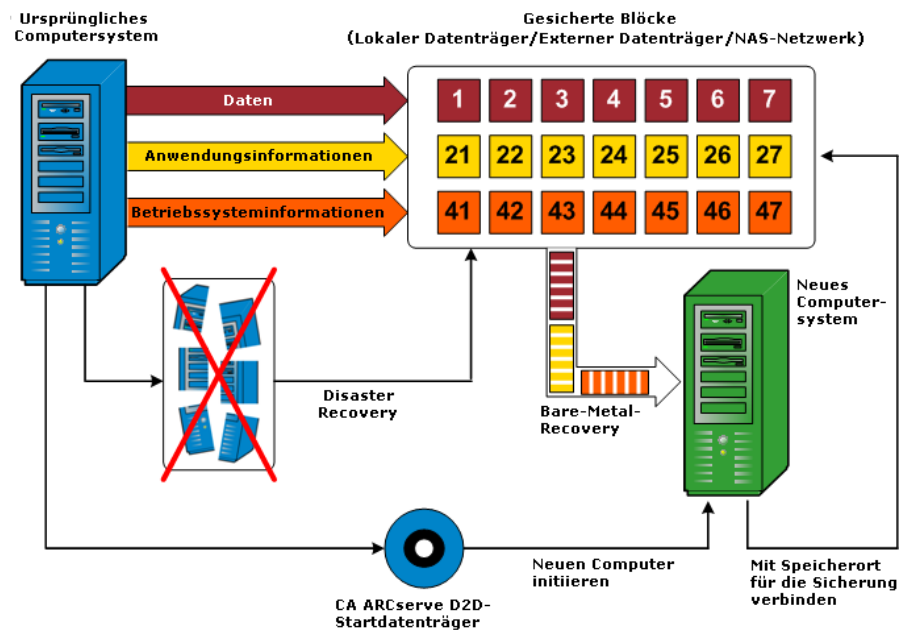 Ursprüngliches
Computersystem
Gesicherte Blöcke
(Lokaler Datenträger/Externer Datenträger/NAS-Netzwerk)
Daten
1 2 3 4 5 6 7
Anwendungsinformationen
21 22 23 24 25 26 27
Betriebssysteminformationen
41 42 43 44 45 46 47
Neues
Computer-
system
Disaster
Recovery
Bare-Metal-
Recovery
Neuen Computer
initiieren
Mit Speicherort
für die Sicherung
verbinden
CA ARCserve D2D-
Startdatenträger